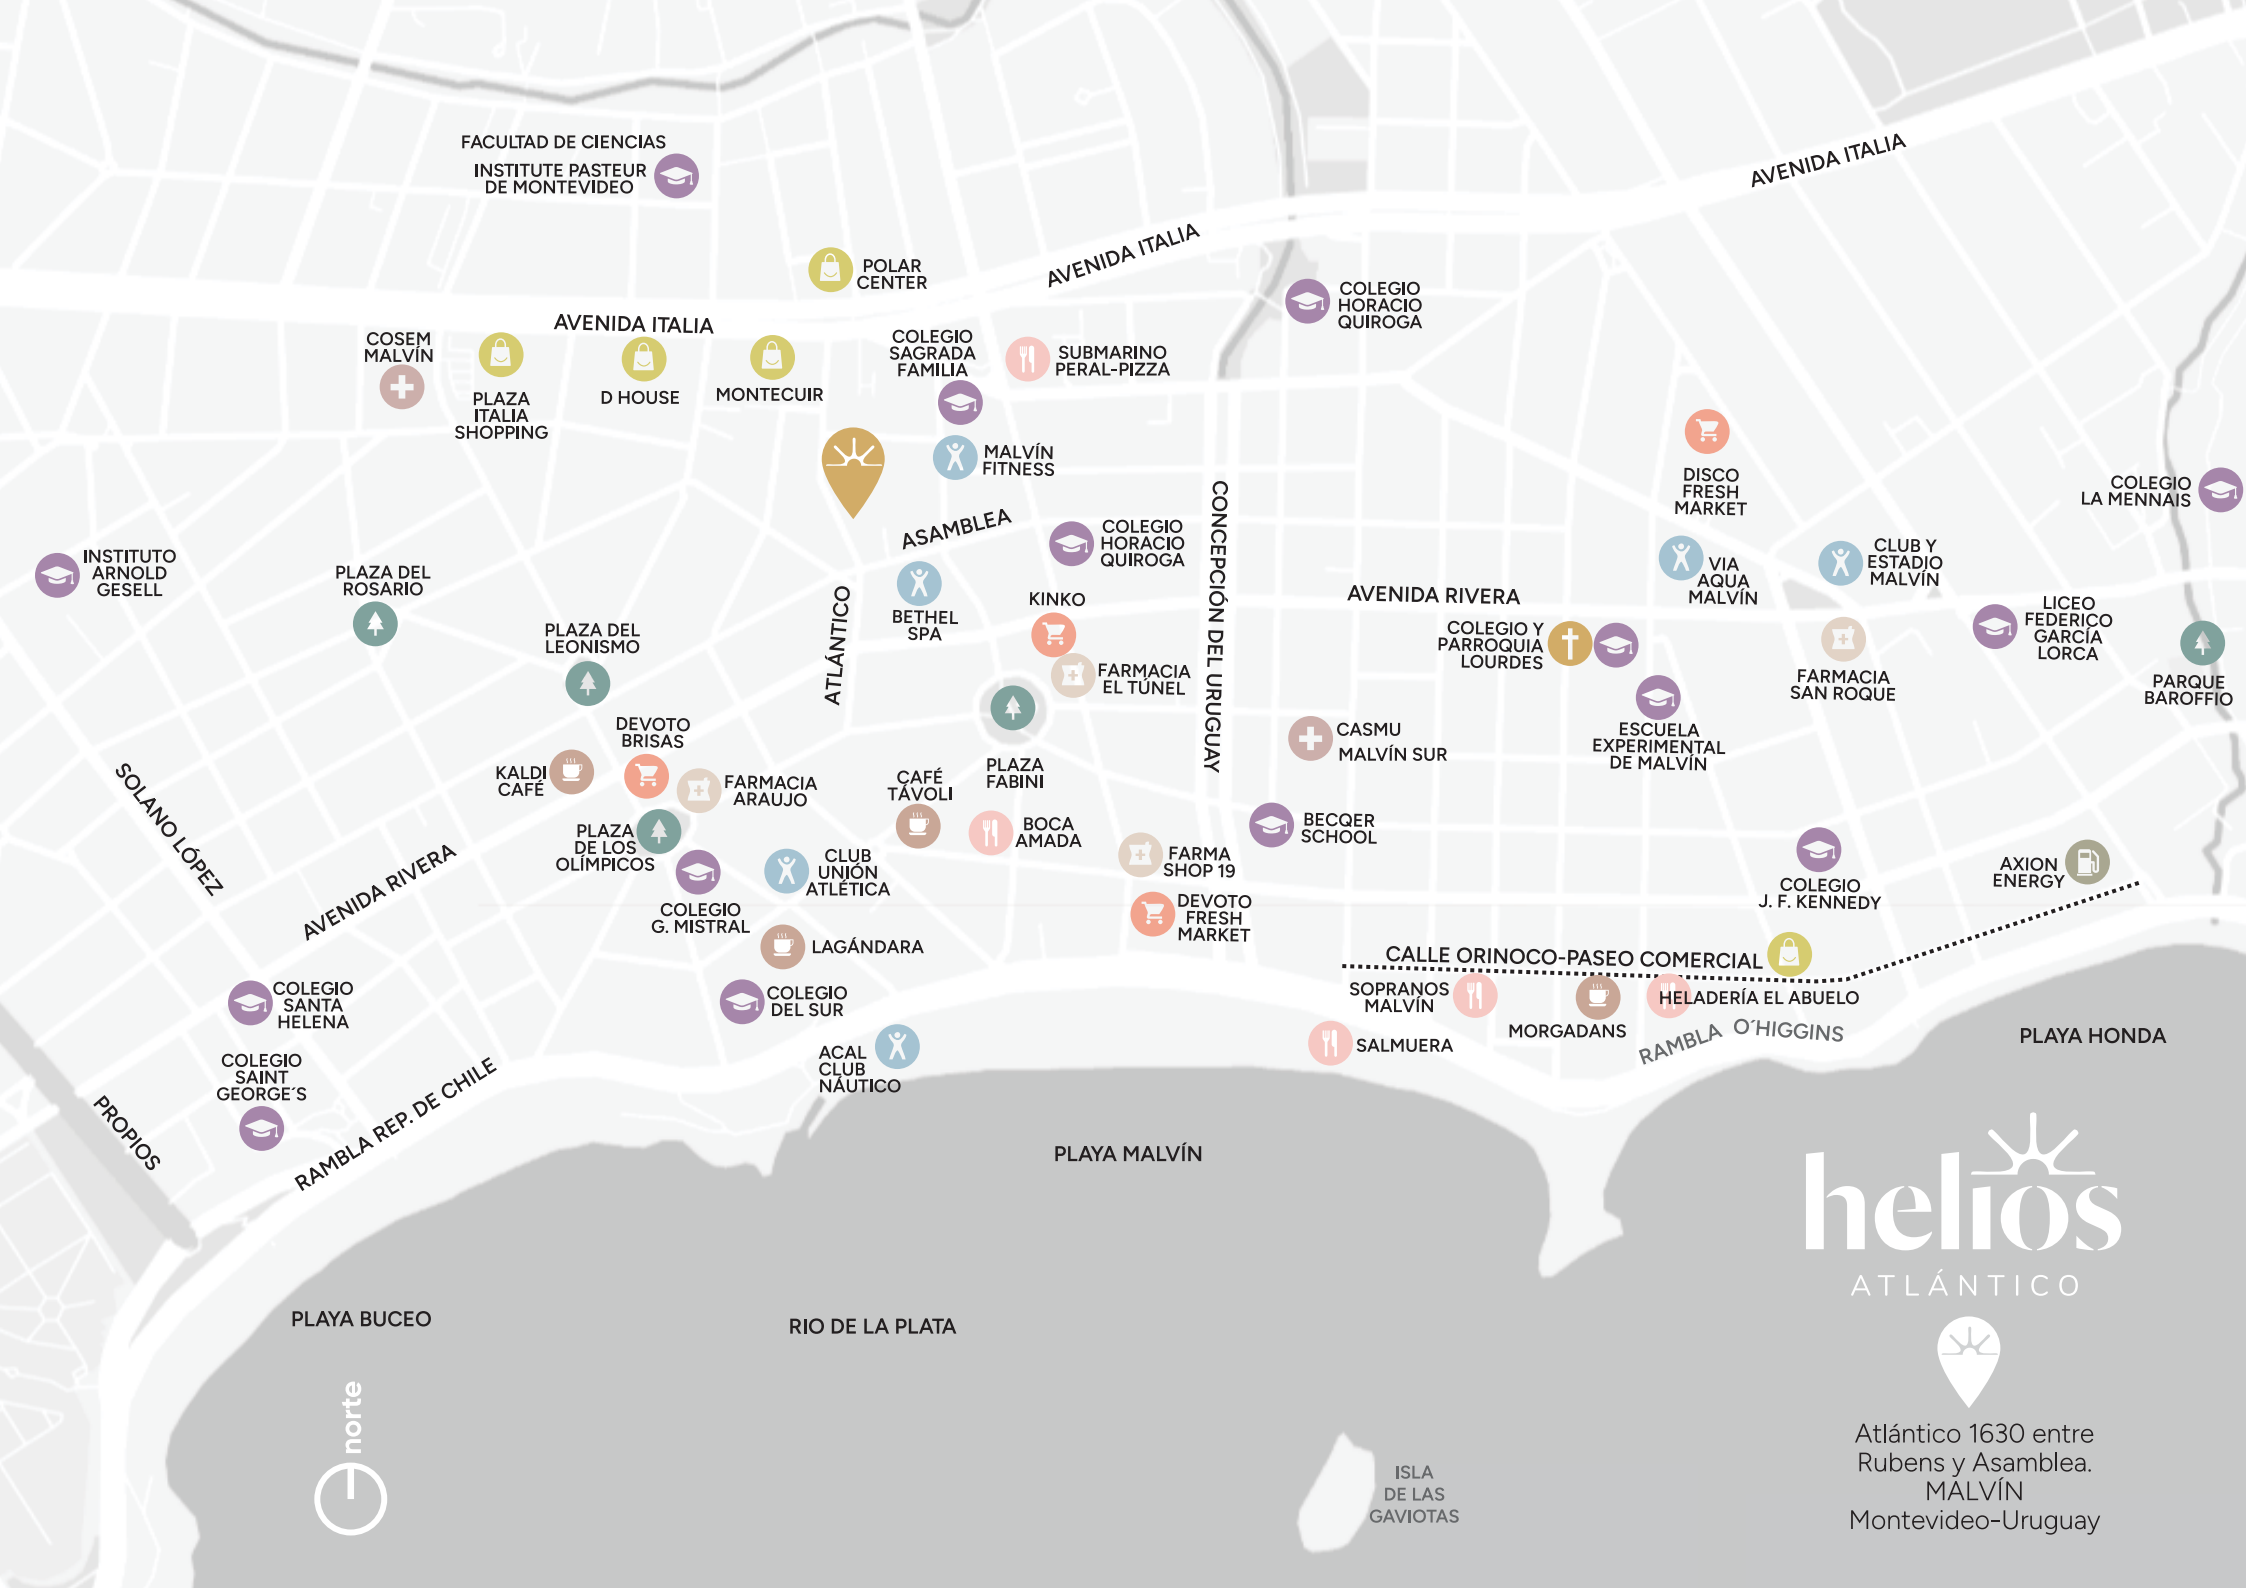 FACULTAD DE CIENCIAS
INSTITUTE PASTEUR
DE MONTEVIDEO
AVENIDA ITALIA
AVENIDA ITALIA
POLAR
CENTER
AVENIDA ITALIA
COSEM
MALVÍN
PLAZA
ITALIA
SHOPPING
D HOUSE
MONTECUIR
COLEGIO
SAGRADA
FAMILIA
SUBMARINO
PERAL-PIZZA
COLEGIO
HORACIO
QUIROGA
MALVÍN
FITNESS
DISCO
FRESH
MARKET
COLEGIO
LA MENNAIS
ASAMBLEA
COLEGIO
HORACIO
QUIROGA
CONCEPCIÓN DEL URUGUAY
INSTITUTO
ARNOLD
GESELL
PLAZA DEL
ROSARIO
PLAZA DEL
LEONISMO
ATLÁNTICO
BETHEL
SPA
KINKO
FARMACIA
EL TÚNEL
AVENIDA RIVERA
VIA
AQUA
MALVÍN
CLUB Y
ESTADIO
MALVÍN
COLEGIO Y
PARROQUIA
LOURDES
LICEO
FEDERICO
GARCÍA
LORCA
FARMACIA
SAN ROQUE
PARQUE
BAROFFIO
ESCUELA
EXPERIMENTAL
DE MALVÍN
CASMU
MALVÍN SUR
DEVOTO
BRISAS
KALDI
CAFÉ
FARMACIA
ARAUJO
CAFÉ
TÁVOLI
PLAZA
FABINI
SOLANO LÓPEZ
AVENIDA RIVERA
PLAZA
DE LOS
OLÍMPICOS
BOCA
AMADA
BECQER
SCHOOL
CLUB
UNIÓN
ATLÉTICA
FARMA
SHOP 19
COLEGIO
J. F. KENNEDY
AXION
ENERGY
COLEGIO
G. MISTRAL
DEVOTO
FRESH
MARKET
LAGÁNDARA
CALLE ORINOCO-PASEO COMERCIAL
COLEGIO
SANTA
HELENA
COLEGIO
DEL SUR
SOPRANOS
MALVÍN
MORGADANS
HELADERÍA EL ABUELO
RAMBLA O´HIGGINS
SALMUERA
ACAL
CLUB
NÁUTICO
COLEGIO
SAINT
GEORGE´S
PROPIOS
RAMBLA REP. DE CHILE
PLAYA HONDA
PLAYA MALVÍN
PLAYA BUCEO
RIO DE LA PLATA
norte
ISLA
DE LAS
GAVIOTAS
helios
ATLÁNTICO
Atlántico 1630 entre
Rubens y Asamblea.
MALVÍN
Montevideo-Uruguay